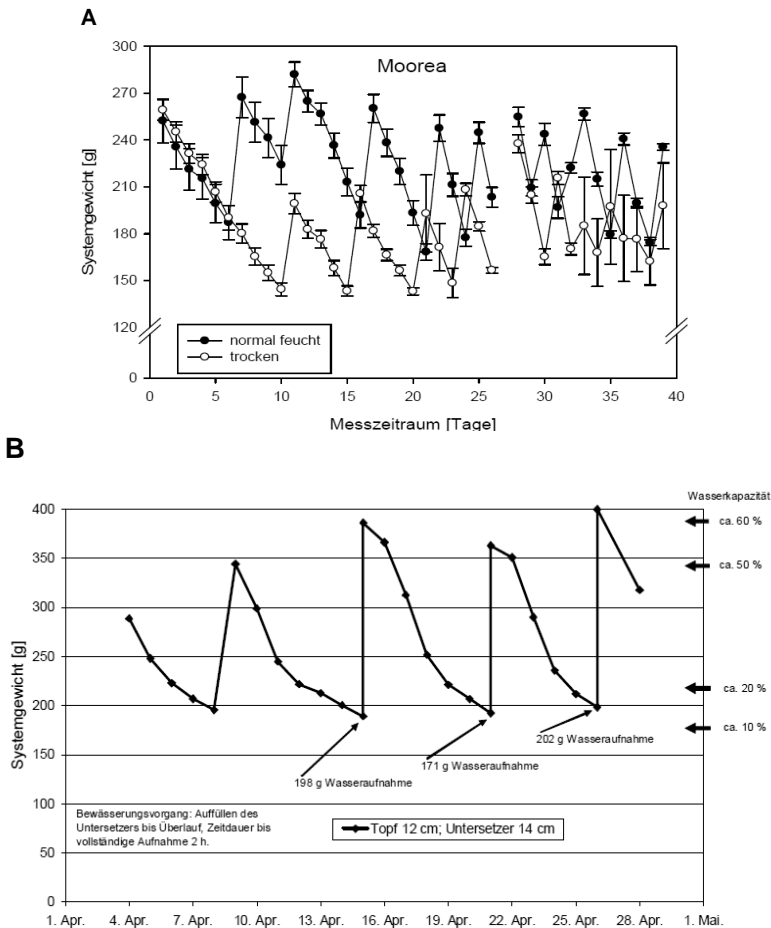 A
Moorea
300
270
240
210
180
150
120
0
Systemgewicht [g]
normal feucht
trocken
0 5 10 15 20 25 30 35 40
Messzeitraum [Tage]
B
Wasserkapazität
400
350
300
250
200
150
100
50
0
Systemgewicht [g]
ca. 60 %
ca. 50 %
ca. 20 %
ca. 10 %
202 g Wasseraufnahme
171 g Wasseraufnahme
198 g Wasseraufnahme
Bewässerungsvorgang: Auffüllen des
Untersetzers bis Überlauf, Zeitdauer bis
vollständige Aufnahme 2 h.
Topf 12 cm; Untersetzer 14 cm
1. Apr. 4. Apr. 7. Apr. 10. Apr. 13. Apr. 16. Apr. 19. Apr. 22. Apr. 25. Apr. 28. Apr. 1. Mai.